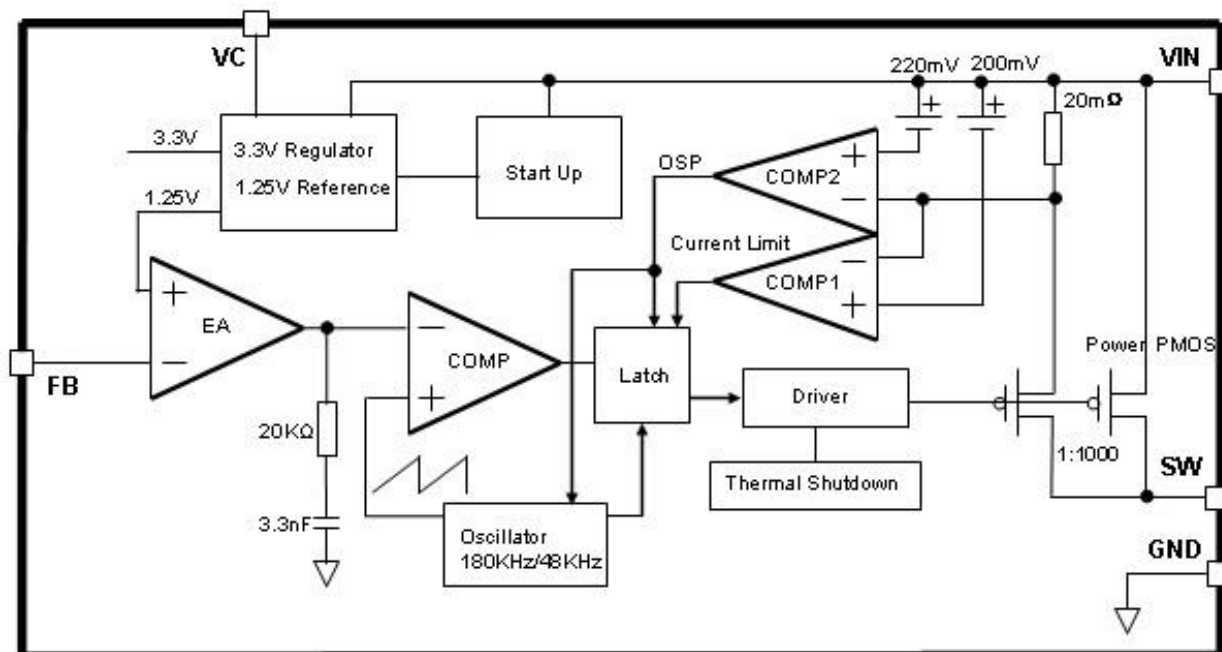 VC
VIN
220mV
200mV
20mΩ
3.3V
3.3V Regulator
1.25V Reference
1.25V
Start Up
OSP
+
+
+
COMP2
−
Current Limit
−
COMP1
+
+
EA
−
−
COMP
+
FB
Latch
Power PMOS
Driver
20KΩ
1:1000
SW
Thermal Shutdown
3.3nF
Oscillator
180KHz/48KHz
GND